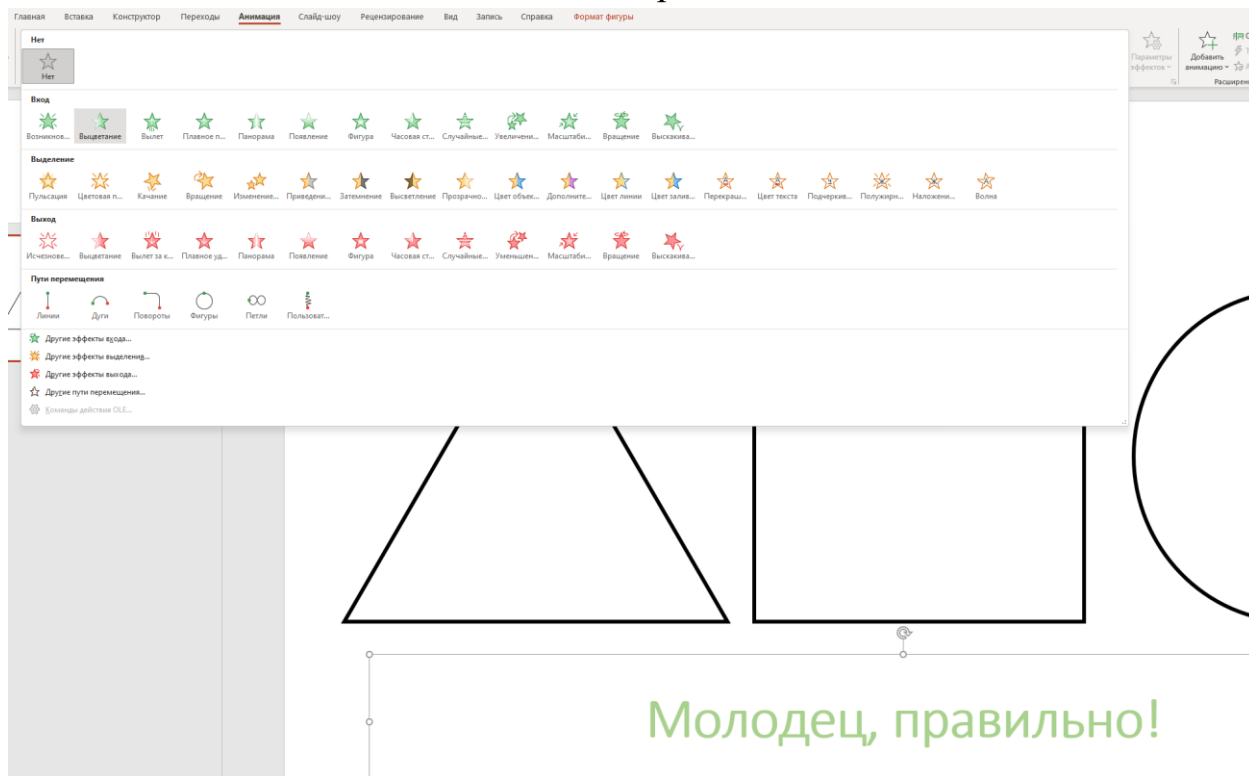 Главная Вставка Конструктор Переходы Анимация Слайд-шоу Рецензирование Вид Запись Справка Формат фигуры
Нет
Нет
Параметры эффектов
Добавить анимацию
Вход
Возникнов... Выцветание Вылет Плавное п... Панорама Появление Фигура Часовая ст... Случайные... Увеличени... Масштаби... Вращение Выскакива...
Выделение
Пульсация Цветовая п... Качание Вращение Изменение... Приведени... Затемнение Высветление Прозрачно... Цвет объек... Дополните... Цвет линии Цвет залив... Перекраш... Цвет текста Подчеркив... Полужирн... Наложени... Волна
Выход
Исчезнове... Выцветание Вылет за к... Плавное уд... Панорама Появление Фигура Часовая ст... Случайные... Уменьшен... Масштаби... Вращение Выскакива...
Пути перемещения
Линии Дуги Повороты Фигуры Петли Пользоват...
Другие эффекты входа...
Другие эффекты выделения...
Другие эффекты выхода...
Другие пути перемещения...
Команды действия OLE...
Молодец, правильно!